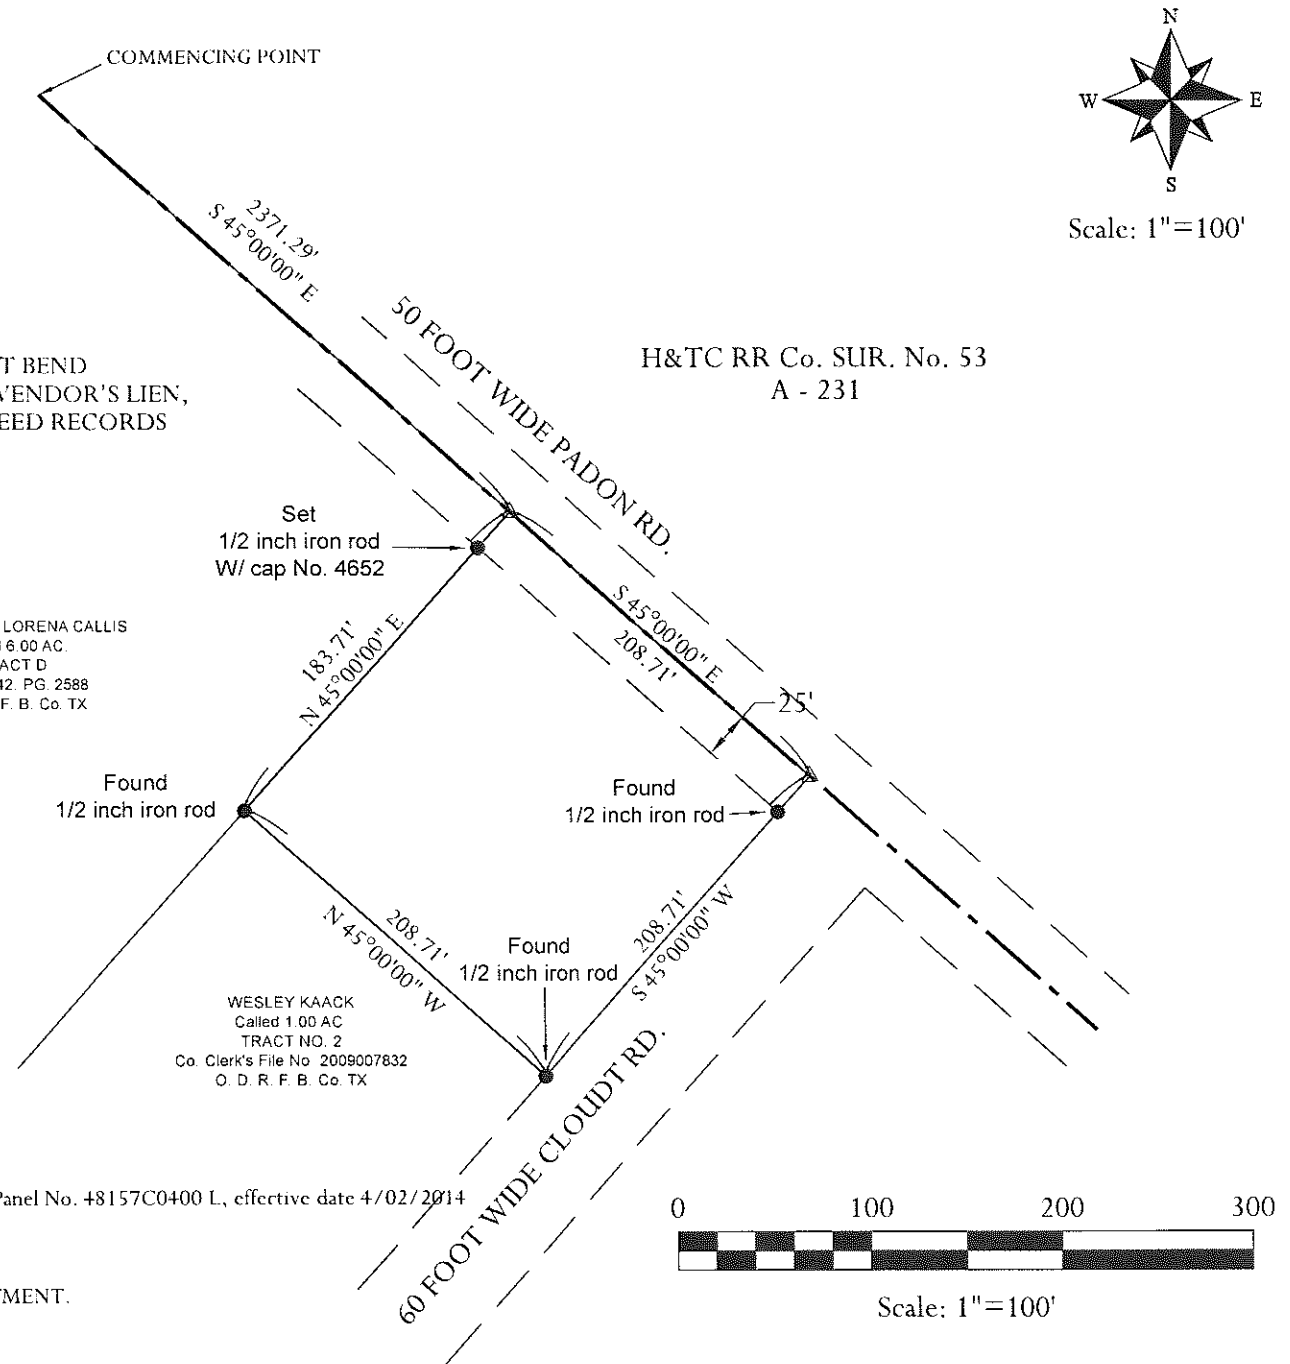 COMMENCING POINT
N
W E
S
Scale: 1"=100'
2371.29'
S 45°00'00" E
50 FOOT WIDE PADON RD.
H&TC RR Co. SUR. No. 53
A - 231
T BEND
VENDOR'S LIEN,
EED RECORDS
Set
1/2 inch iron rod
W/ cap No. 4652
LORENA CALLIS
6.00 AC.
ACT D
42. PG. 2588
F. B. Co. TX
183.71'
N 45°00'00" E
S 45°00'00" E
208.71'
25'
Found
1/2 inch iron rod
Found
1/2 inch iron rod
208.71'
N 45°00'00" W
208.71'
S 45°00'00" W
Found
1/2 inch iron rod
WESLEY KAACK
Called 1.00 AC
TRACT NO. 2
Co. Clerk's File No 2009007832
O. D. R. F. B. Co. TX
60 FOOT WIDE CLOUDT RD.
Panel No. 48157C0400 L, effective date 4/02/2014
TMENT.
0 100 200 300
Scale: 1"=100'